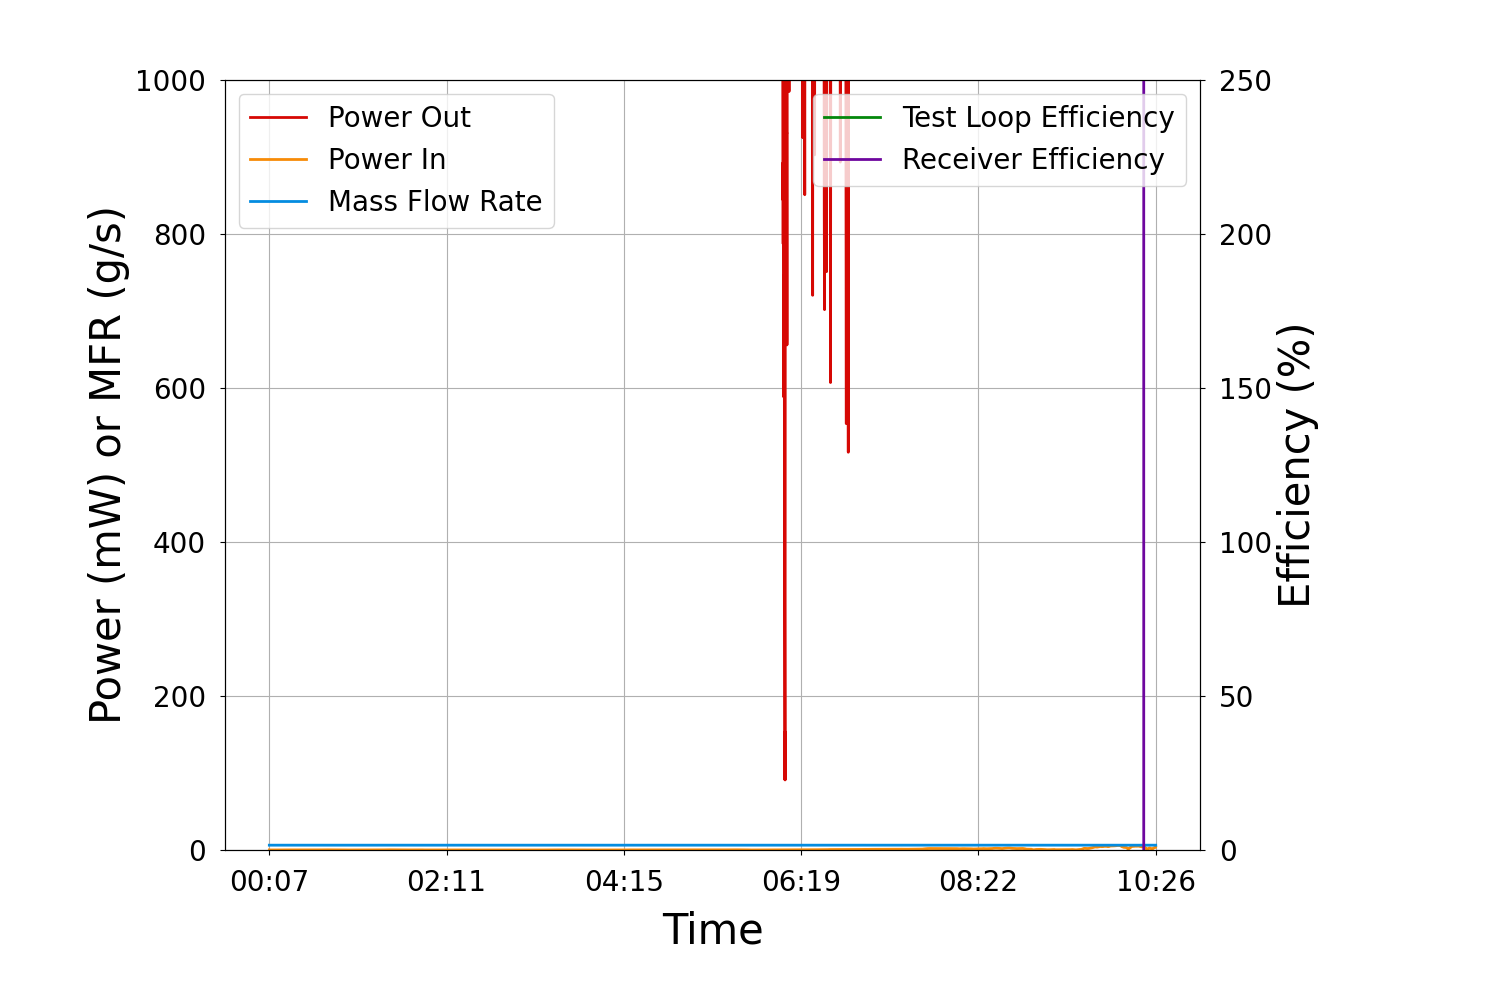 1000
800
600
400
200
0
Power (mW) or MFR (g/s)
Power Out
Power In
Mass Flow Rate
Test Loop Efficiency
Receiver Efficiency
250
200
150
100
50
0
Efficiency (%)
00:07 02:11 04:15 06:19 08:22 10:26
Time